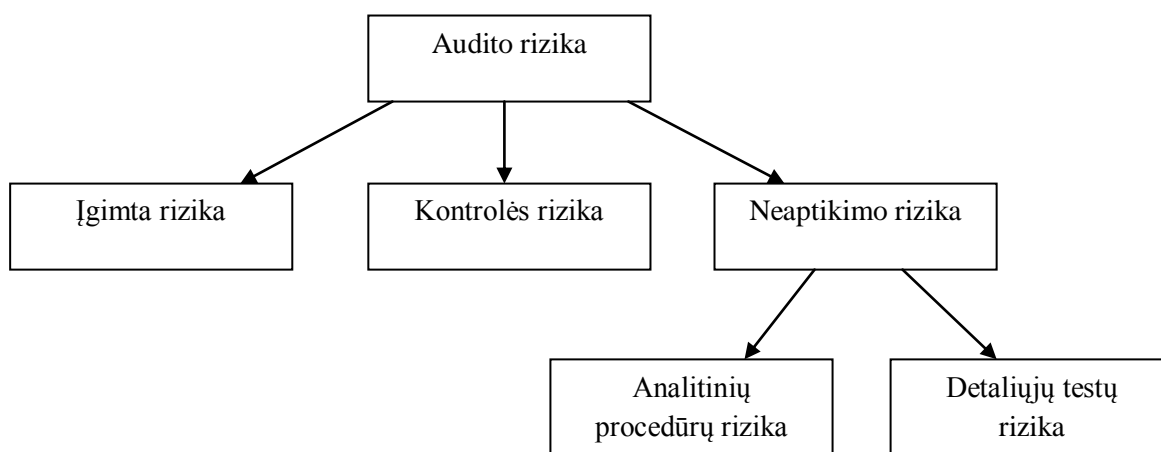 Audito rizika
Įgimta rizika
Kontrolės rizika
Neaptikimo rizika
Analitinių
procedūrų rizika
Detaliųjų testų
rizika